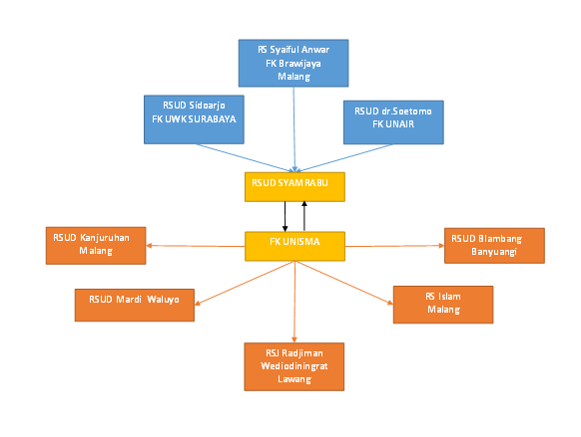 RS Syaiful Anwar
FK Brawijaya
Malang
RSUD Sidoarjo
FK UWK SURABAYA
RSUD dr.Soetomo
FK UNAIR
RSUD SYAMRABU
FK UNISMA
RSUD Kanjuruhan
Malang
RSUD Blambang
Banyuangi
RSUD Mardi Waluyo
RS Islam
Malang
RSJ Radjiman
Wediodiningrat
Lawang